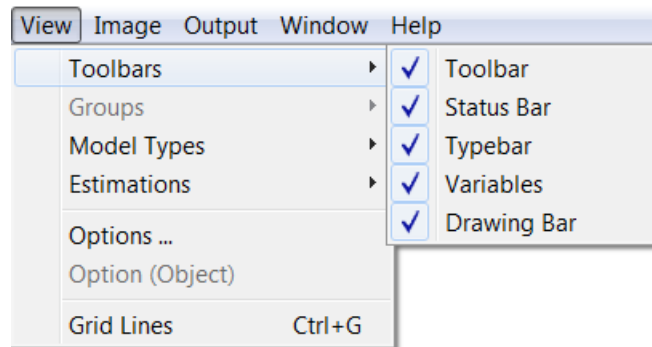 View Image Output Window Help
Toolbars
Groups
Model Types
Estimations
Options ...
Option (Object)
Grid Lines Ctrl+G
Toolbar
Status Bar
Typebar
Variables
Drawing Bar